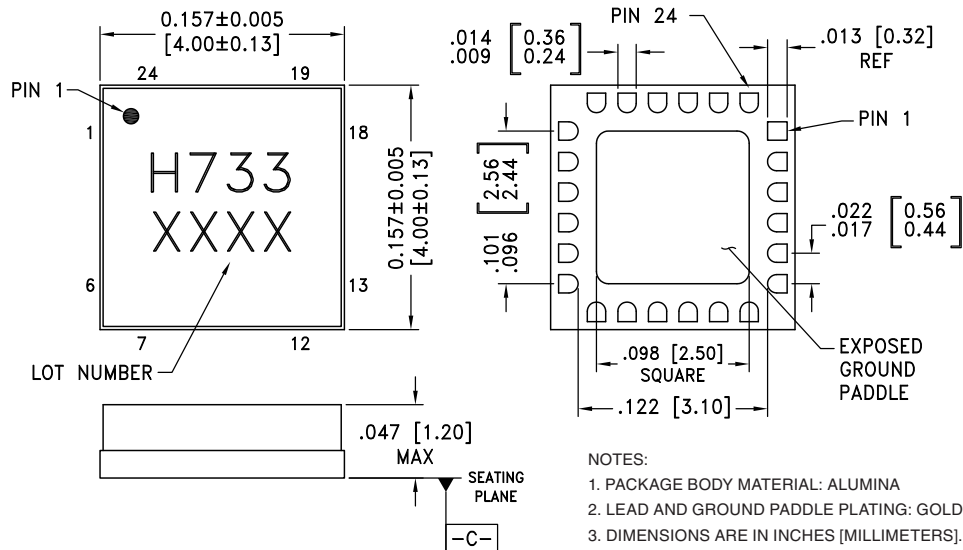 0.157±0.005
[4.00±0.13]
24
19
PIN 1
1
18
H733
XXXX
0.157±0.005
[4.00±0.13]
6
13
7
12
LOT NUMBER
.047 [1.20]
MAX
SEATING
PLANE
-C-
PIN 24
.014
.009
[0.36
0.24]
.013 [0.32]
REF
PIN 1
[2.56
2.44]
.101
.096
.022
.017
[0.56
0.44]
.098 [2.50]
SQUARE
.122 [3.10]
EXPOSED
GROUND
PADDLE
NOTES:
1. PACKAGE BODY MATERIAL: ALUMINA
2. LEAD AND GROUND PADDLE PLATING: GOLD
3. DIMENSIONS ARE IN INCHES [MILLIMETERS].